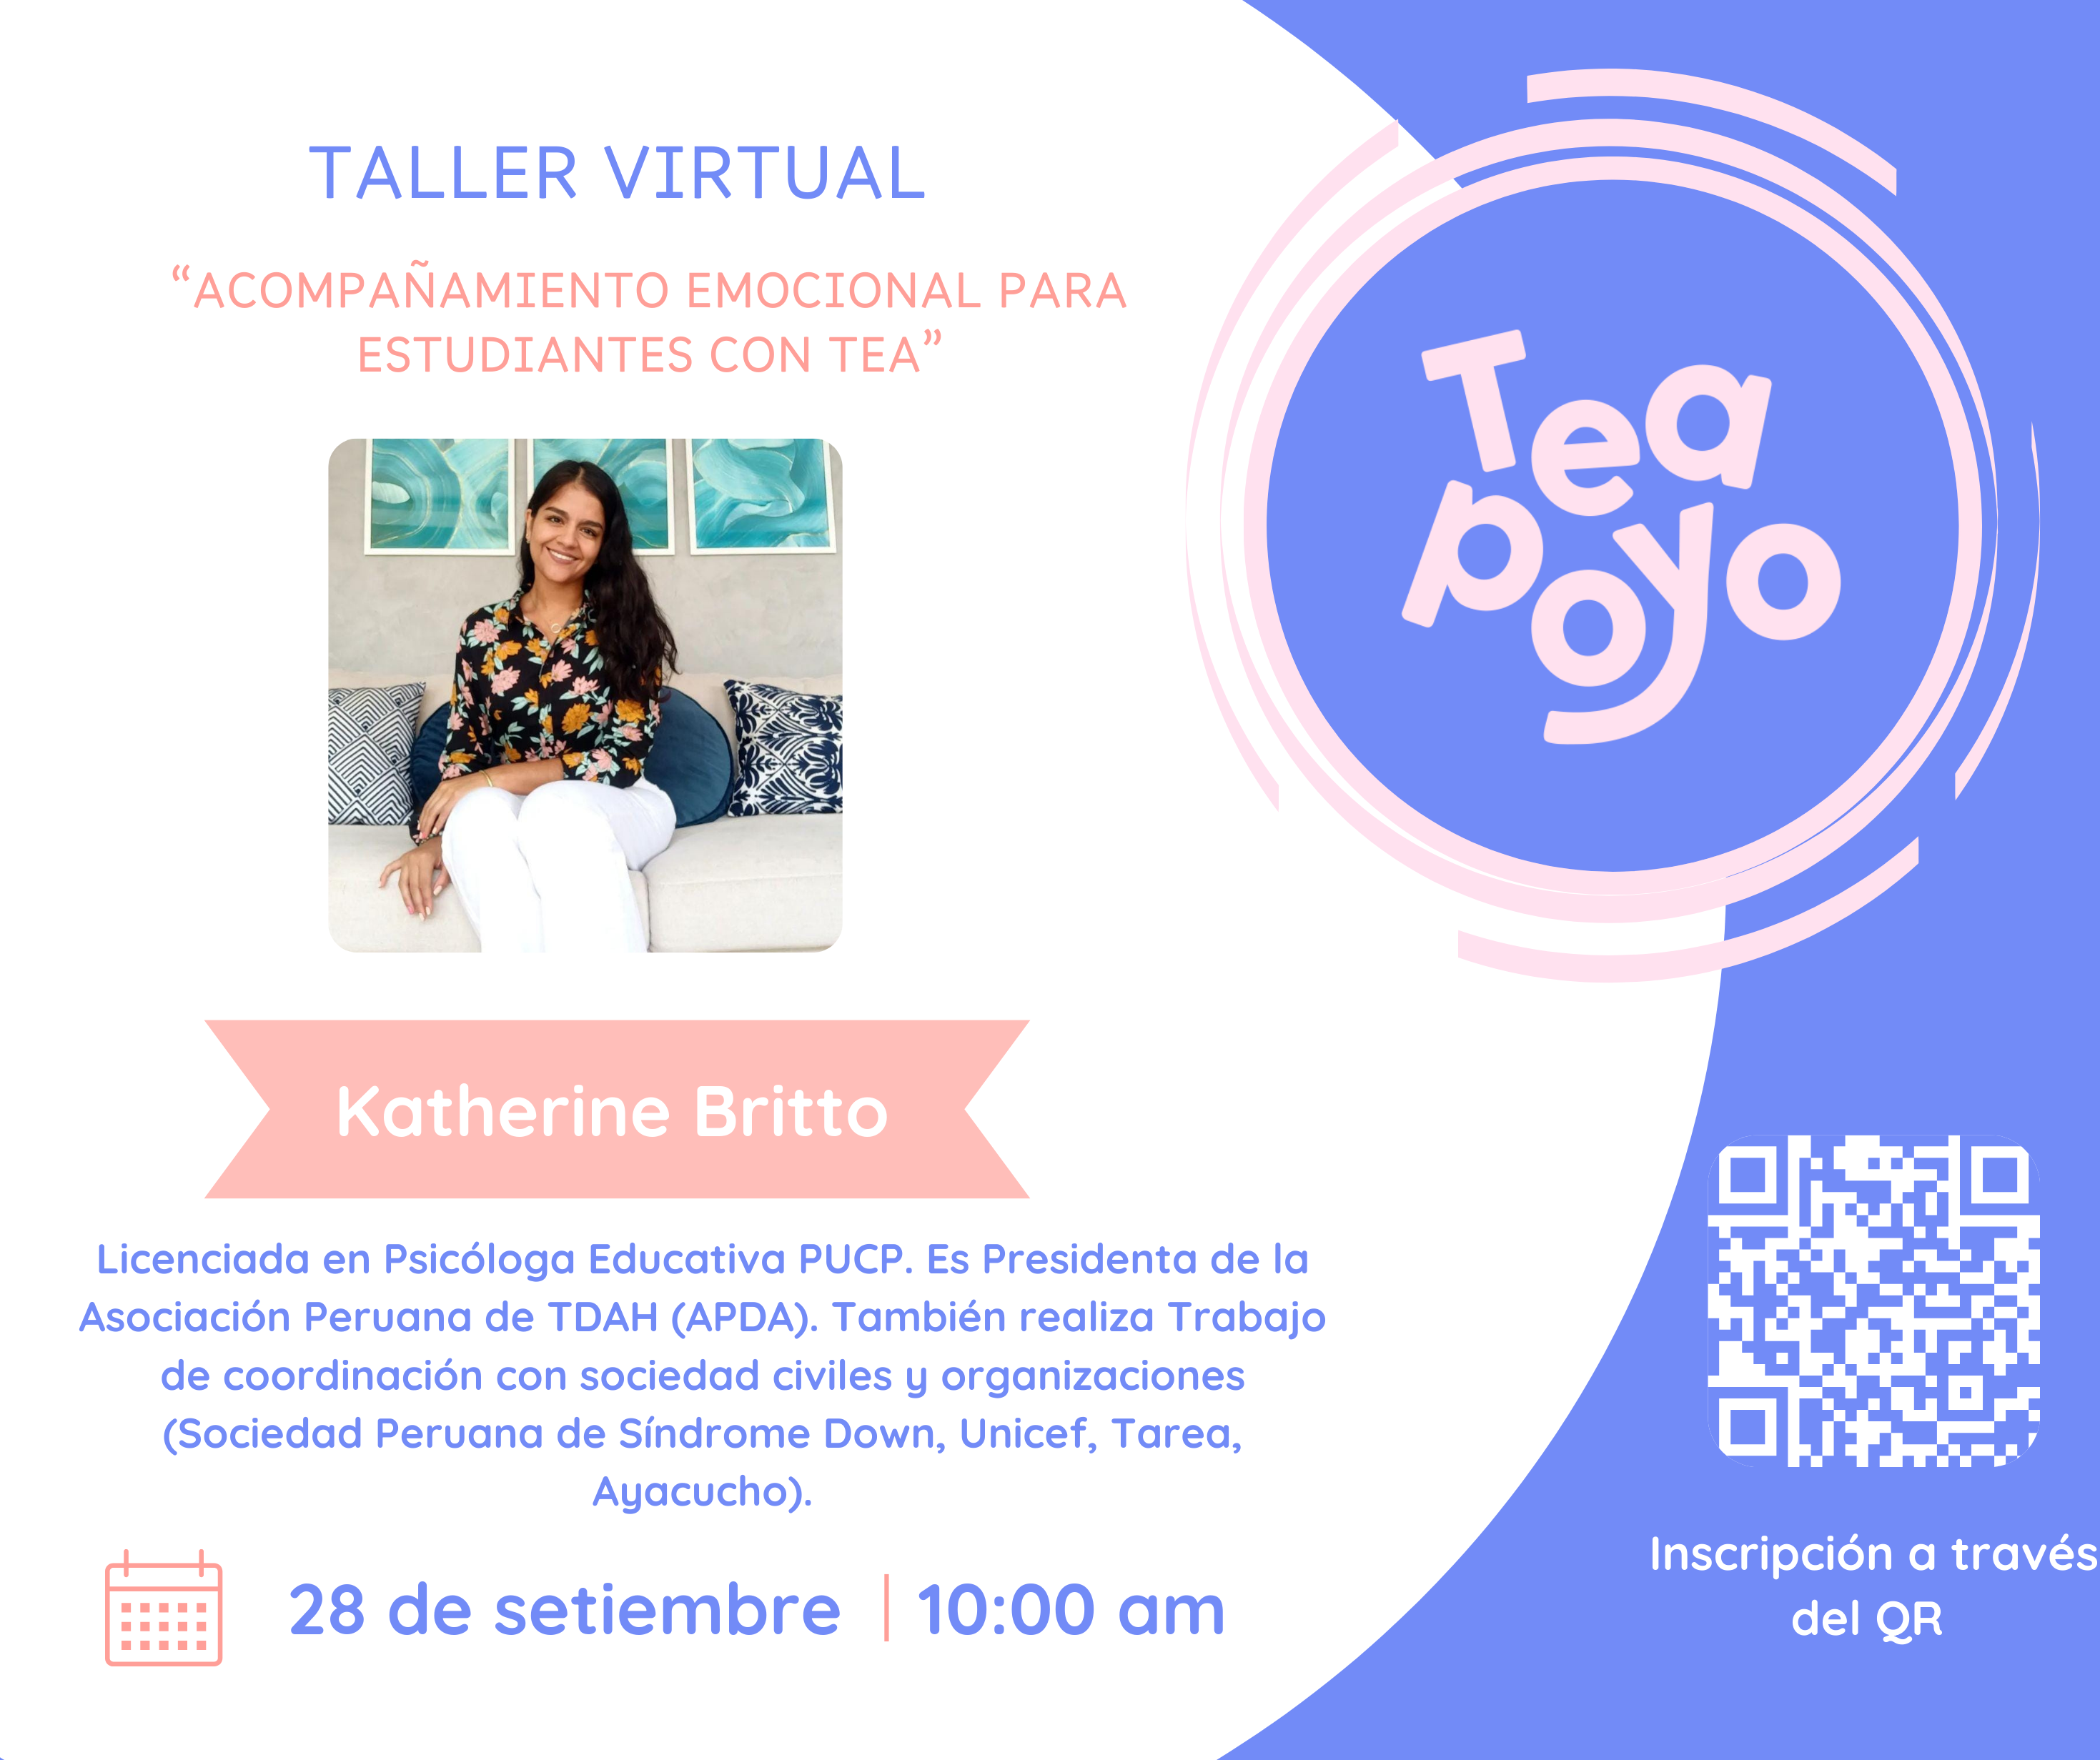 TALLER VIRTUAL
“ACOMPAÑAMIENTO EMOCIONAL PARA
ESTUDIANTES CON TEA”
Tea
poyo
Katherine Britto
Licenciada en Psicóloga Educativa PUCP. Es Presidenta de la
Asociación Peruana de TDAH (APDA). También realiza Trabajo
de coordinación con sociedad civiles y organizaciones
(Sociedad Peruana de Síndrome Down, Unicef, Tarea,
Ayacucho).
28 de setiembre | 10:00 am
Inscripción a través
del QR